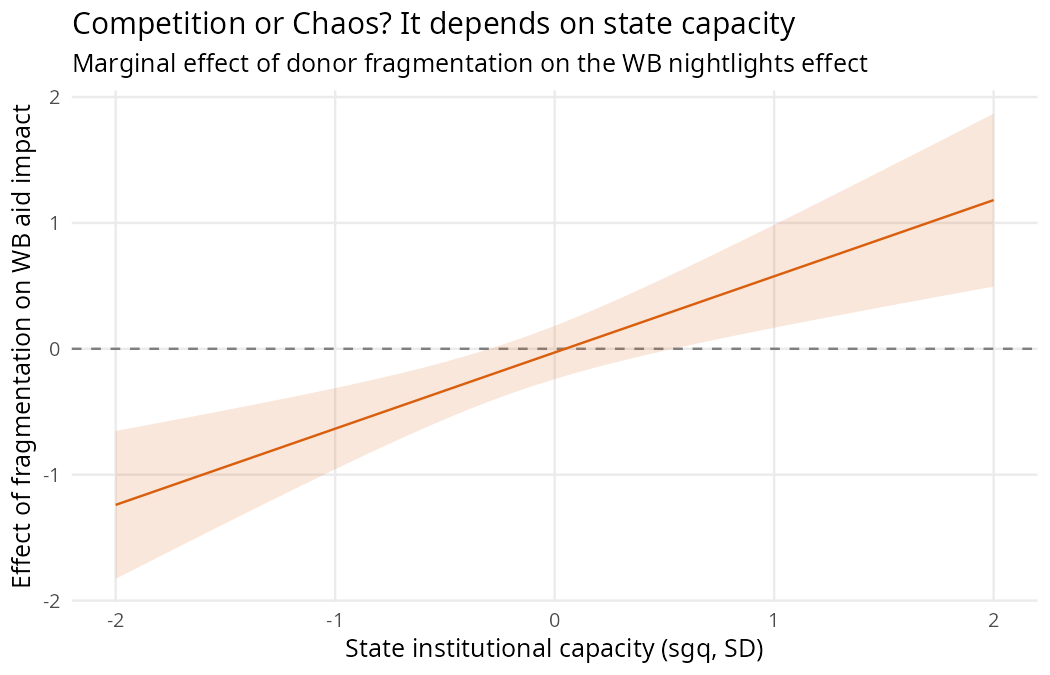 Competition or Chaos? It depends on state capacity
Marginal effect of donor fragmentation on the WB nightlights effect
Effect of fragmentation on WB aid impact
2
1
0
-1
-2
-2
-1
0
1
2
State institutional capacity (sgq, SD)